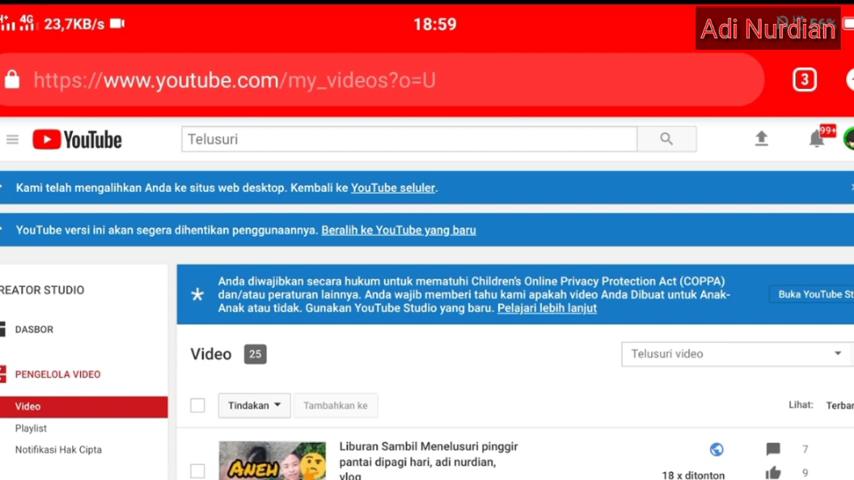 4G 23,7KB/s 18:59 56%
Adi Nurdian
https://www.youtube.com/my_videos?o=U 3
YouTube Telusuri 99+
Kami telah mengalihkan Anda ke situs web desktop. Kembali ke YouTube seluler.
YouTube versi ini akan segera dihentikan penggunaannya. Beralih ke YouTube yang baru
REATOR STUDIO
DASBOR
PENGELOLA VIDEO
Video
Playlist
Notifikasi Hak Cipta
Anda diwajibkan secara hukum untuk mematuhi Children's Online Privacy Protection Act (COPPA)
dan/atau peraturan lainnya. Anda wajib memberi tahu kami apakah video Anda Dibuat untuk Anak-
Anak atau tidak. Gunakan YouTube Studio yang baru. Pelajari lebih lanjut
Buka YouTube St
Video 25
Telusuri video
Tindakan Tambahkan ke Lihat: Terbar
ANEH
Liburan Sambil Menelusuri pinggir
pantai dipagi hari, adi nurdian,
vlog
7
18 x ditonton 9